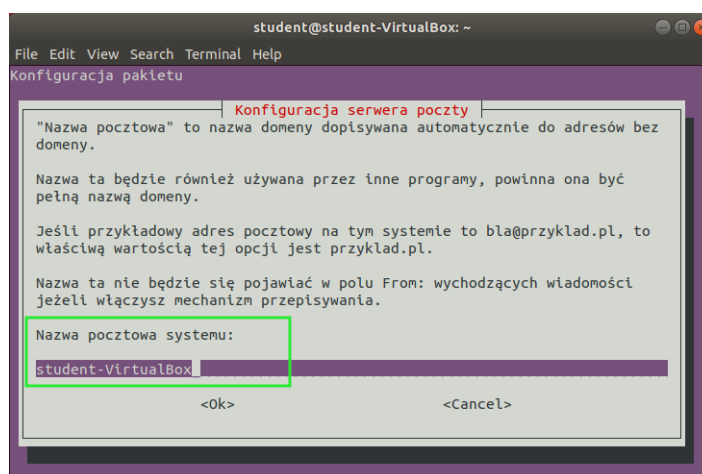 student@student-VirtualBox: ~
File Edit View Search Terminal Help
Konfiguracja pakietu
Konfiguracja serwera poczty
"Nazwa pocztowa" to nazwa domeny dopisywana automatycznie do adresów bez
domeny.
Nazwa ta będzie również używana przez inne programy, powinna ona być
pełną nazwą domeny.
Jeśli przykładowy adres pocztowy na tym systemie to bla@przyklad.pl, to
właściwą wartością tej opcji jest przyklad.pl.
Nazwa ta nie będzie się pojawiać w polu From: wychodzących wiadomości
jeżeli włączysz mechanizm przepisywania.
Nazwa pocztowa systemu:
student-VirtualBox
<Ok> <Cancel>